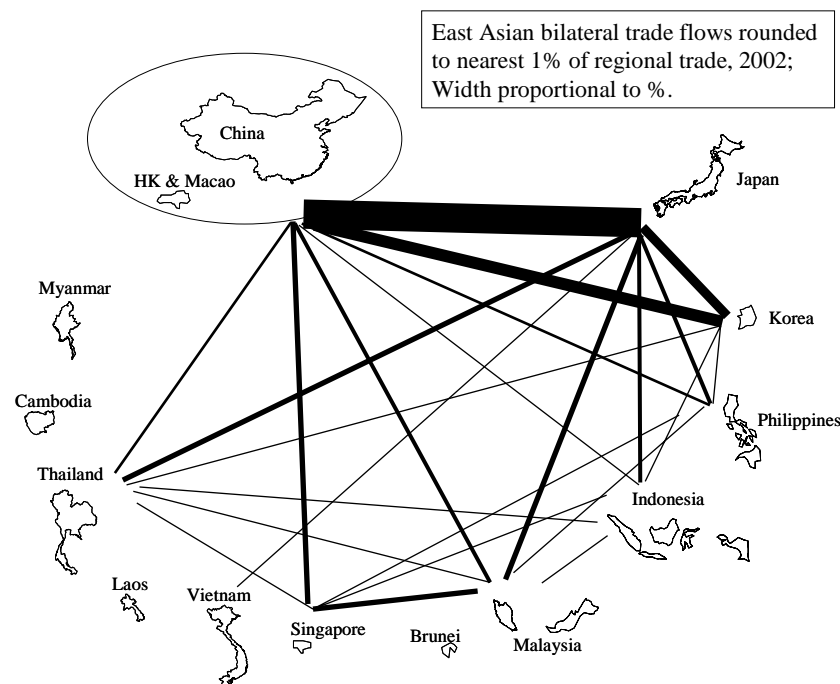 East Asian bilateral trade flows rounded
to nearest 1% of regional trade, 2002;
Width proportional to %.
China
HK & Macao
Japan
Myanmar
Korea
Cambodia
Philippines
Thailand
Indonesia
Laos
Vietnam
Singapore
Brunei
Malaysia